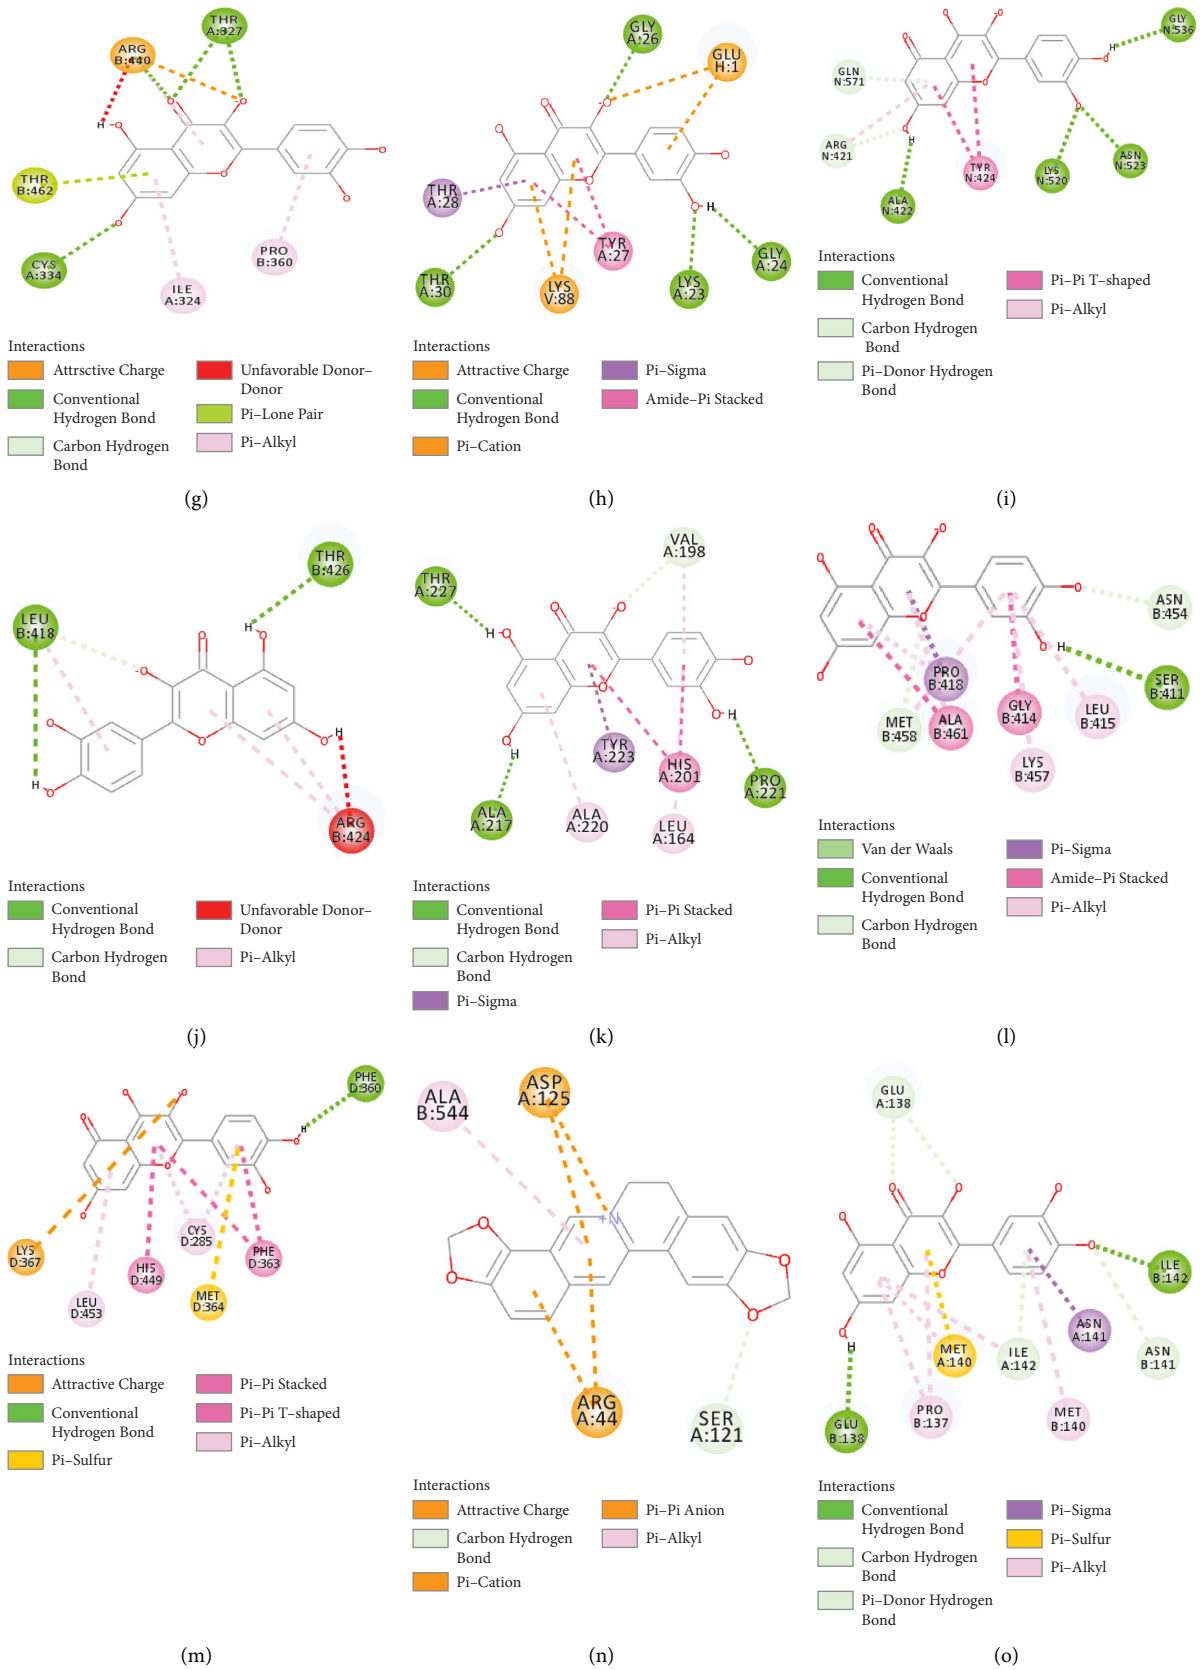 THR
A:327
ARG
B:440
H
O
O
O
O
O
O
O
THR
B:462
CYS
A:334
ILE
A:324
PRO
B:360
Interactions
Attrsctive Charge
Conventional
Hydrogen Bond
Carbon Hydrogen
Bond
Unfavorable Donor–
Donor
Pi–Lone Pair
Pi–Alkyl
(g)
GLY
A:26
GLU
H:1
O
O
O
O
O
O
O
H
THR
A:28
THR
A:30
LYS
V:88
TYR
A:27
LYS
A:23
GLY
A:24
Interactions
Attractive Charge
Conventional
Hydrogen Bond
Pi–Cation
Pi–Sigma
Amide–Pi Stacked
(h)
GLY
N:536
GLN
N:571
ARG
N:421
ALA
N:422
TYR
N:424
LYS
N:520
ASN
N:523
O
O
O
O
H
O
O
O
H
Interactions
Conventional
Hydrogen Bond
Carbon Hydrogen
Bond
Pi–Donor Hydrogen
Bond
Pi–Pi T–shaped
Pi–Alkyl
(i)
THR
B:426
LEU
B:418
ARG
B:424
H
O
O
O
O
O
H
O
H
O
Interactions
Conventional
Hydrogen Bond
Carbon Hydrogen
Bond
Unfavorable Donor–
Donor
Pi–Alkyl
(j)
VAL
A:198
THR
A:227
H
O
O
O
O
O
O
H
O
H
TYR
A:223
HIS
A:201
PRO
A:221
ALA
A:217
ALA
A:220
LEU
A:164
Interactions
Conventional
Hydrogen Bond
Carbon Hydrogen
Bond
Pi–Sigma
Pi–Pi Stacked
Pi–Alkyl
(k)
O
O
O
O
O
O
O
H
ASN
B:454
SER
B:411
PRO
B:418
MET
B:458
ALA
B:461
GLY
B:414
LEU
B:415
LYS
B:457
Interactions
Van der Waals
Conventional
Hydrogen Bond
Carbon Hydrogen
Bond
Pi–Sigma
Amide–Pi Stacked
Pi–Alkyl
(l)
PHE
D:360
O
O
O
H
O
O
O
O
LYS
D:367
LEU
D:453
HIS
D:449
CYS
D:285
MET
D:364
PHE
D:363
Interactions
Attractive Charge
Conventional
Hydrogen Bond
Pi–Sulfur
Pi–Pi Stacked
Pi–Pi T–shaped
Pi–Alkyl
(m)
ALA
B:544
ASP
A:125
O
O
+N
O
O
ARG
A:44
SER
A:121
Interactions
Attractive Charge
Carbon Hydrogen
Bond
Pi–Cation
Pi–Pi Anion
Pi–Alkyl
(n)
GLU
A:138
O
O
O
O
O
O
O
H
ILE
B:142
ASN
A:141
ASN
B:141
MET
A:140
ILE
A:142
PRO
B:137
MET
B:140
GLU
B:138
Interactions
Conventional
Hydrogen Bond
Carbon Hydrogen
Bond
Pi–Donor Hydrogen
Bond
Pi–Sigma
Pi–Sulfur
Pi–Alkyl
(o)